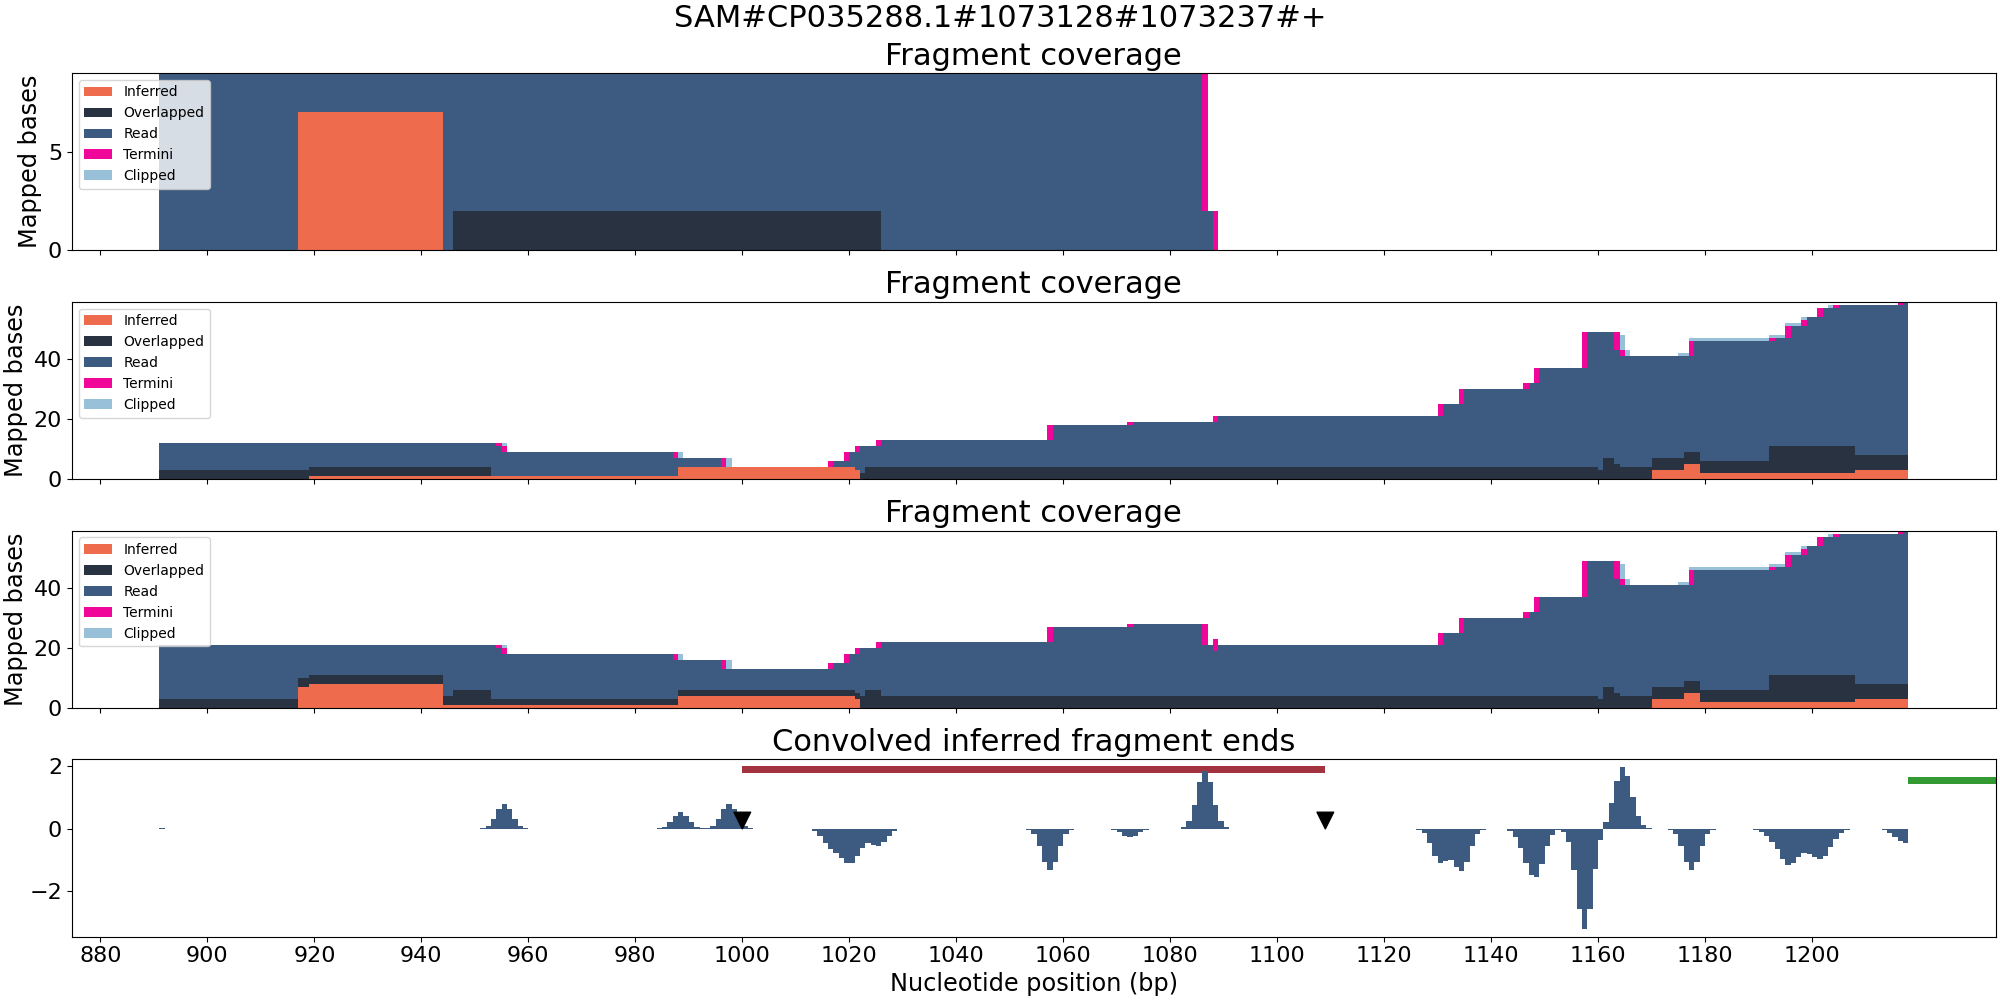 SAM#CP035288.1#1073128#1073237#+
Fragment coverage
Mapped bases
5
0
Inferred
Overlapped
Read
Termini
Clipped
Fragment coverage
Mapped bases
40
20
0
Inferred
Overlapped
Read
Termini
Clipped
Fragment coverage
Mapped bases
40
20
0
Inferred
Overlapped
Read
Termini
Clipped
Convolved inferred fragment ends
2
0
−2
880 900 920 940 960 980 1000 1020 1040 1060 1080 1100 1120 1140 1160 1180 1200
Nucleotide position (bp)